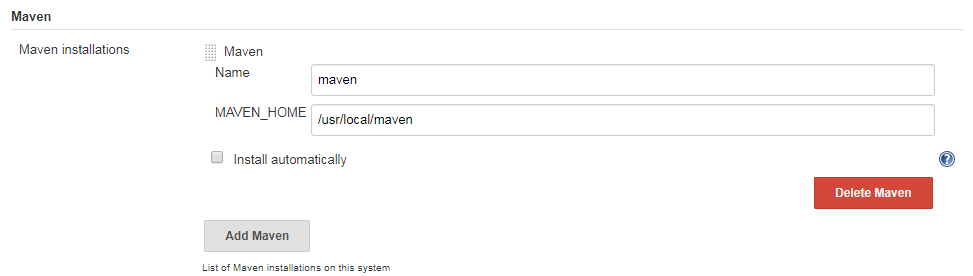 Maven
Maven installations
Maven
Name
maven
MAVEN_HOME
/usr/local/maven
Install automatically
?
Delete Maven
Add Maven
List of Maven installations on this system